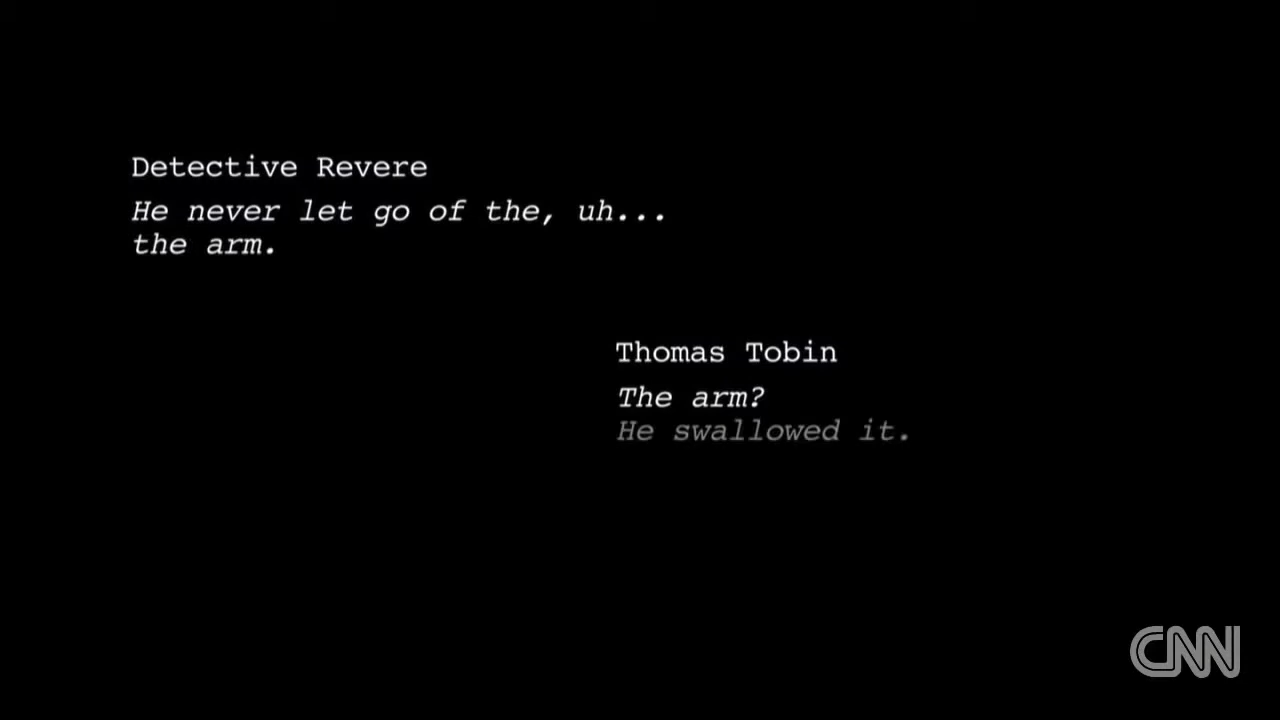 Detective Revere
He never let go of the, uh...
the arm.
Thomas Tobin
The arm?
He swallowed it.
CNN